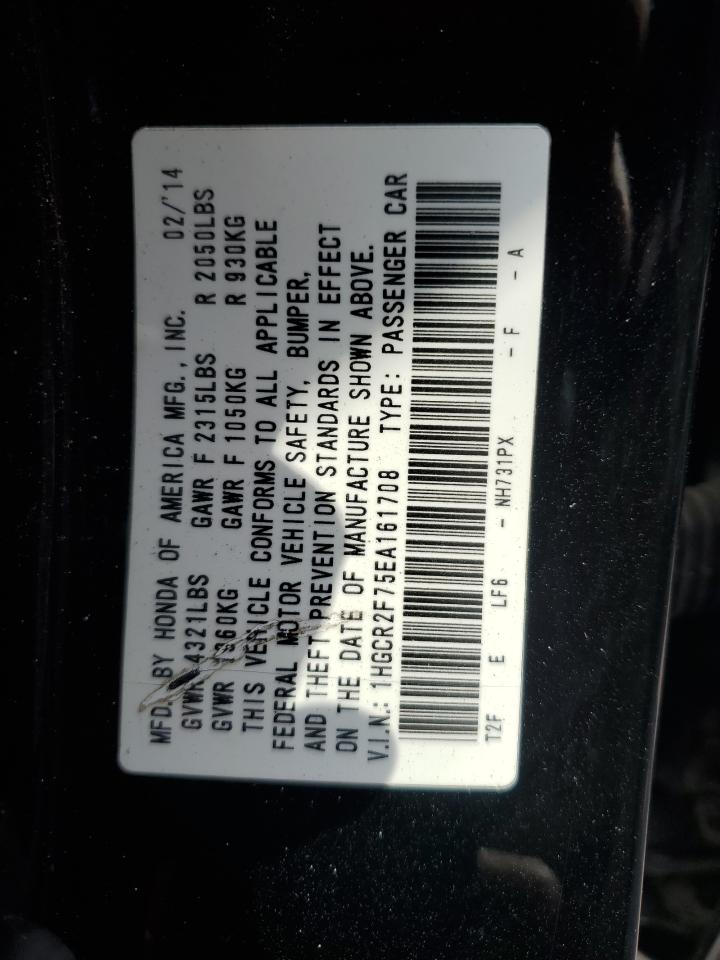 MFD. BY HONDA OF AMERICA MFG., INC. 02/'14
GVWR 4321LBS GAWR F 2315LBS R 2050LBS
GVWR 1960KG GAWR F 1050KG R 930KG
THIS VEHICLE CONFORMS TO ALL APPLICABLE
FEDERAL MOTOR VEHICLE SAFETY, BUMPER,
AND THEFT PREVENTION STANDARDS IN EFFECT
ON THE DATE OF MANUFACTURE SHOWN ABOVE.
V.I.N.: 1HGCR2F75EA161708 TYPE: PASSENGER CAR
T2F E LF6 - NH731PX - F - A